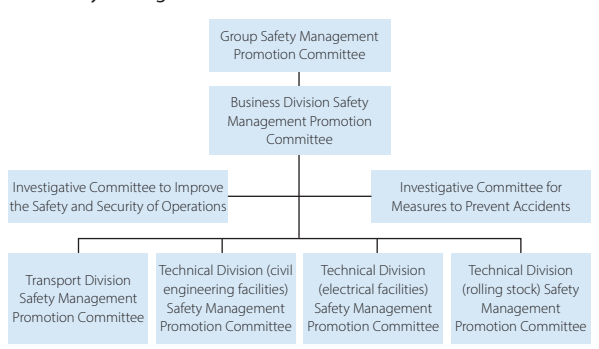 Group Safety Management
Promotion Committee
Business Division Safety
Management Promotion
Committee
Investigative Committee to Improve
the Safety and Security of Operations
Investigative Committee for
Measures to Prevent Accidents
Transport Division
Safety Management
Promotion Committee
Technical Division (civil
engineering facilities)
Safety Management
Promotion Committee
Technical Division
(electrical facilities)
Safety Management
Promotion Committee
Technical Division
(rolling stock) Safety
Management
Promotion Committee